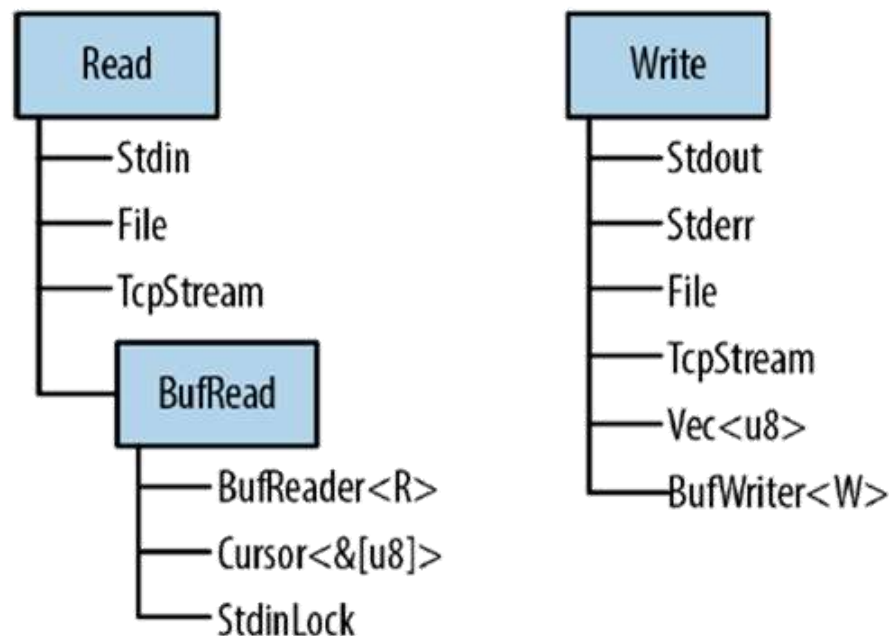 Read
Stdin
File
TcpStream
BufRead
BufReader<R>
Cursor<&[u8]>
StdinLock
Write
Stdout
Stderr
File
TcpStream
Vec<u8>
BufWriter<W>